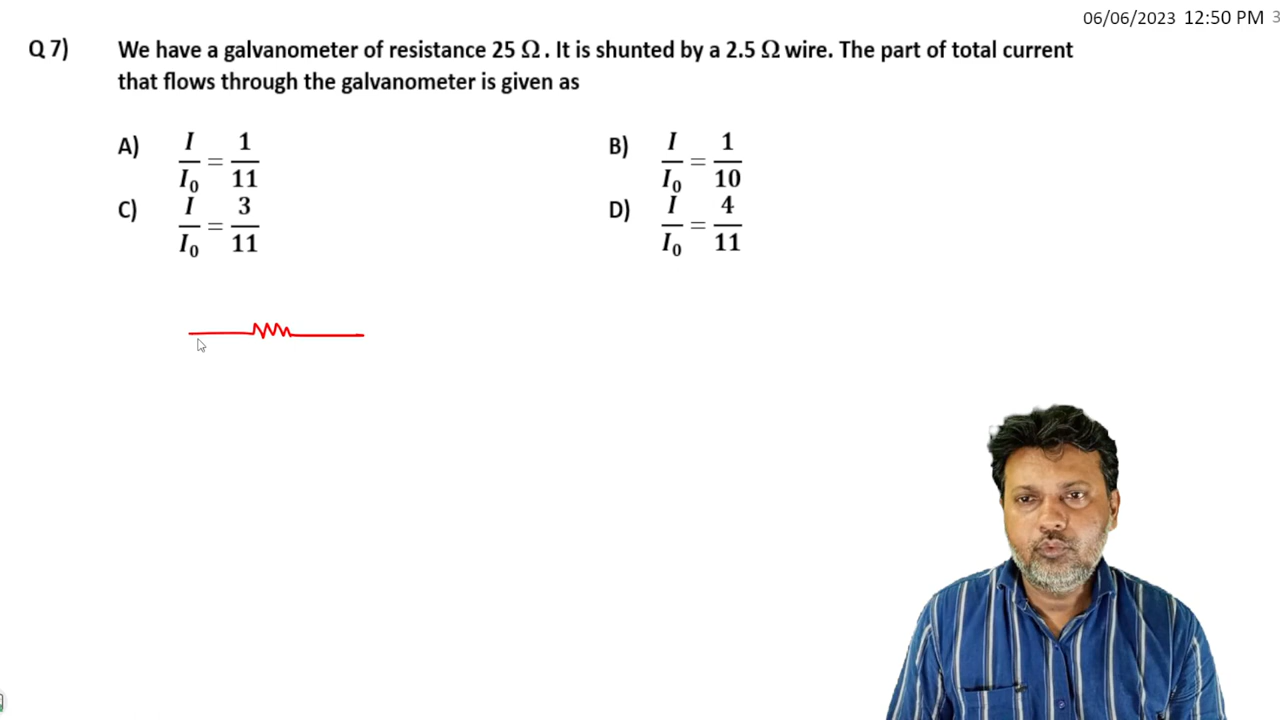 06/06/2023 12:50 PM 3
Q 7) We have a galvanometer of resistance 25 Ω . It is shunted by a 2.5 Ω wire. The part of total current
that flows through the galvanometer is given as
A) I/I₀ = 1/11 B) I/I₀ = 1/10
C) I/I₀ = 3/11 D) I/I₀ = 4/11